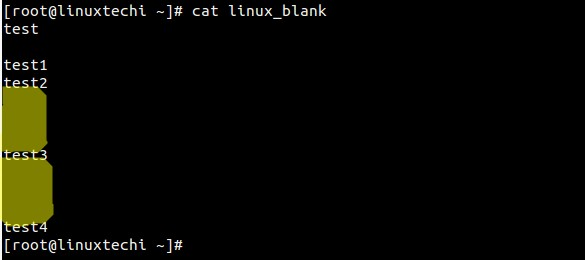 [root@linuxtechi ~]# cat linux_blank
test
test1
test2
test3
test4
[root@linuxtechi ~]#